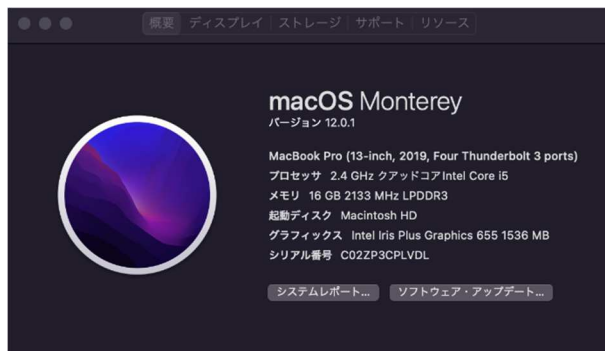 概要 ディスプレイ ストレージ サポート リソース
macOS Monterey
バージョン 12.0.1
MacBook Pro (13-inch, 2019, Four Thunderbolt 3 ports)
プロセッサ 2.4 GHz クアッドコアIntel Core i5
メモリ 16 GB 2133 MHz LPDDR3
起動ディスク Macintosh HD
グラフィックス Intel Iris Plus Graphics 655 1536 MB
シリアル番号 C02ZP3CPLVDL
システムレポート... ソフトウェア・アップデート...